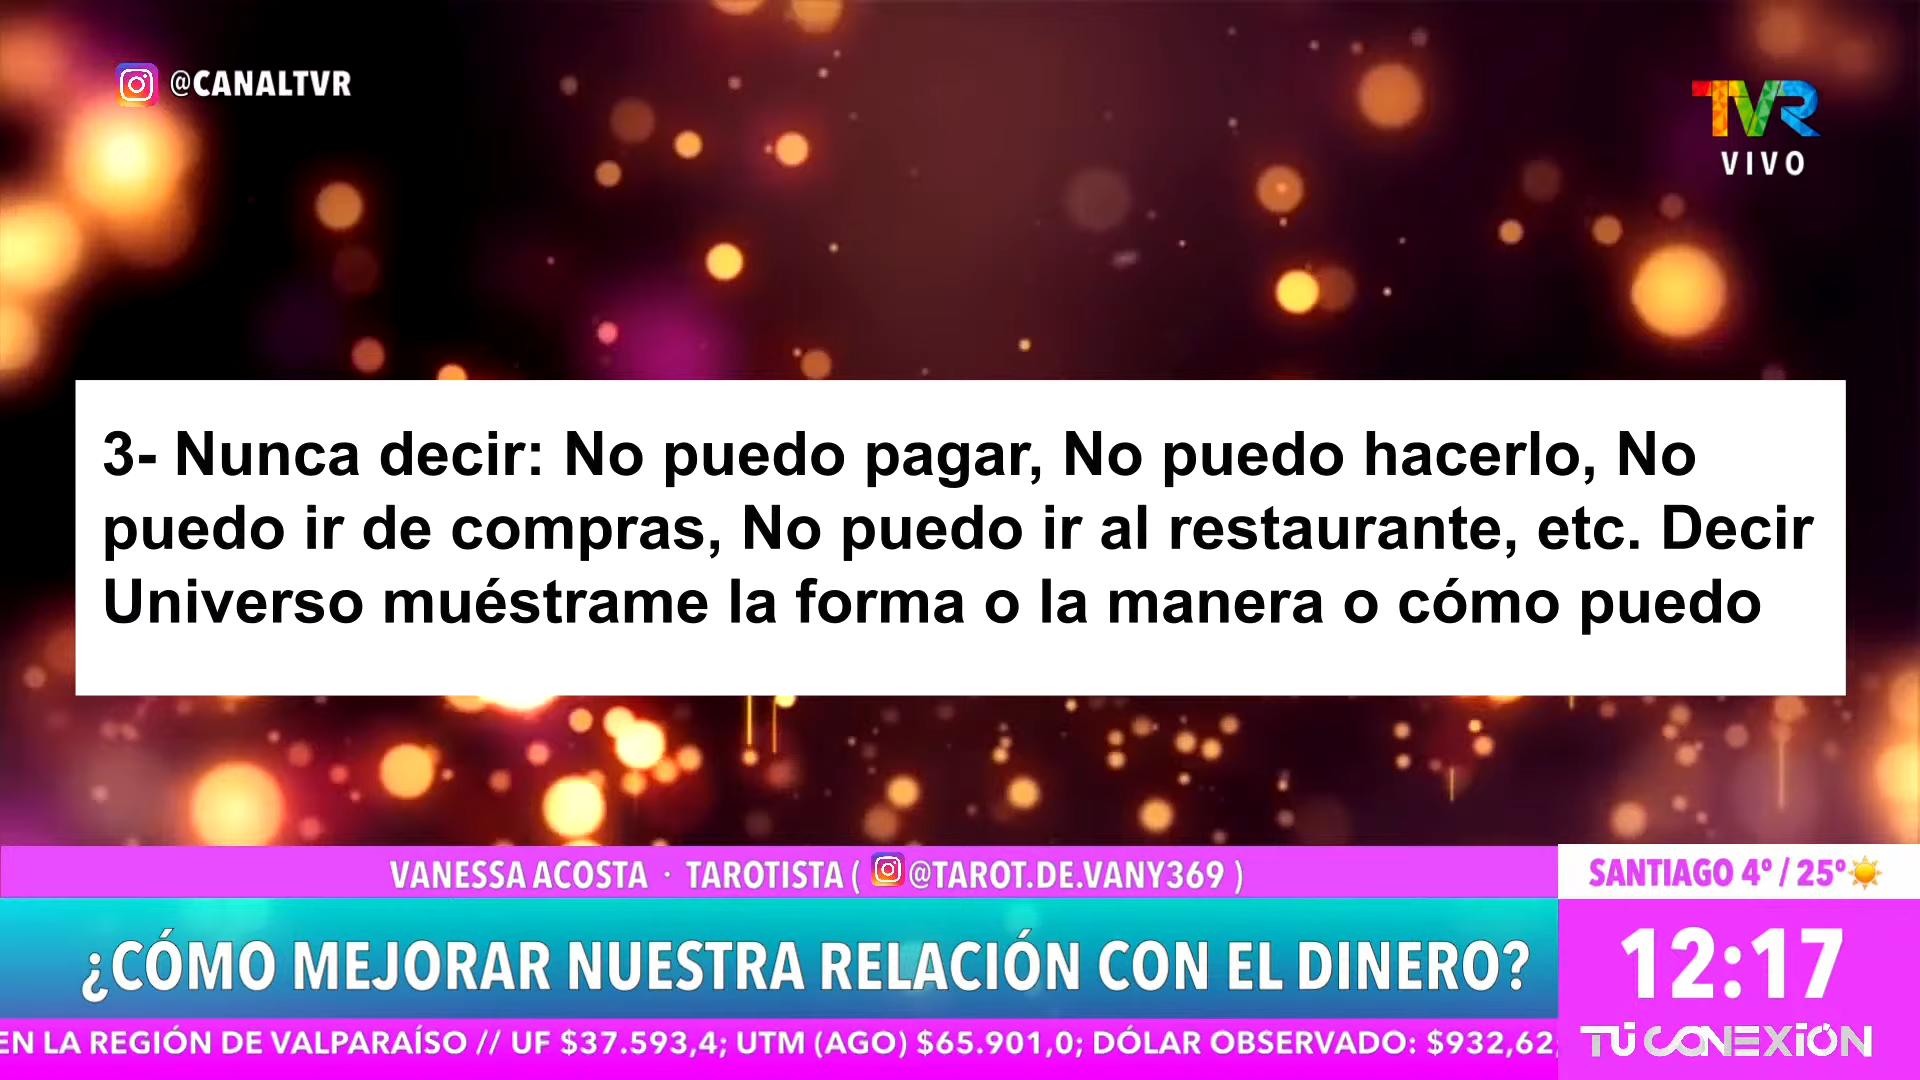 @CANALTVR
TVR
VIVO
3- Nunca decir: No puedo pagar, No puedo hacerlo, No
puedo ir de compras, No puedo ir al restaurante, etc. Decir
Universo muéstrame la forma o la manera o cómo puedo
VANESSA ACOSTA · TAROTISTA ( @TAROT.DE.VANY369 )
SANTIAGO 4º / 25º
¿CÓMO MEJORAR NUESTRA RELACIÓN CON EL DINERO?
12:17
EN LA REGIÓN DE VALPARAÍSO // UF $37.593,4; UTM (AGO) $65.901,0; DÓLAR OBSERVADO: $932,62;
TU CONEXIÓN